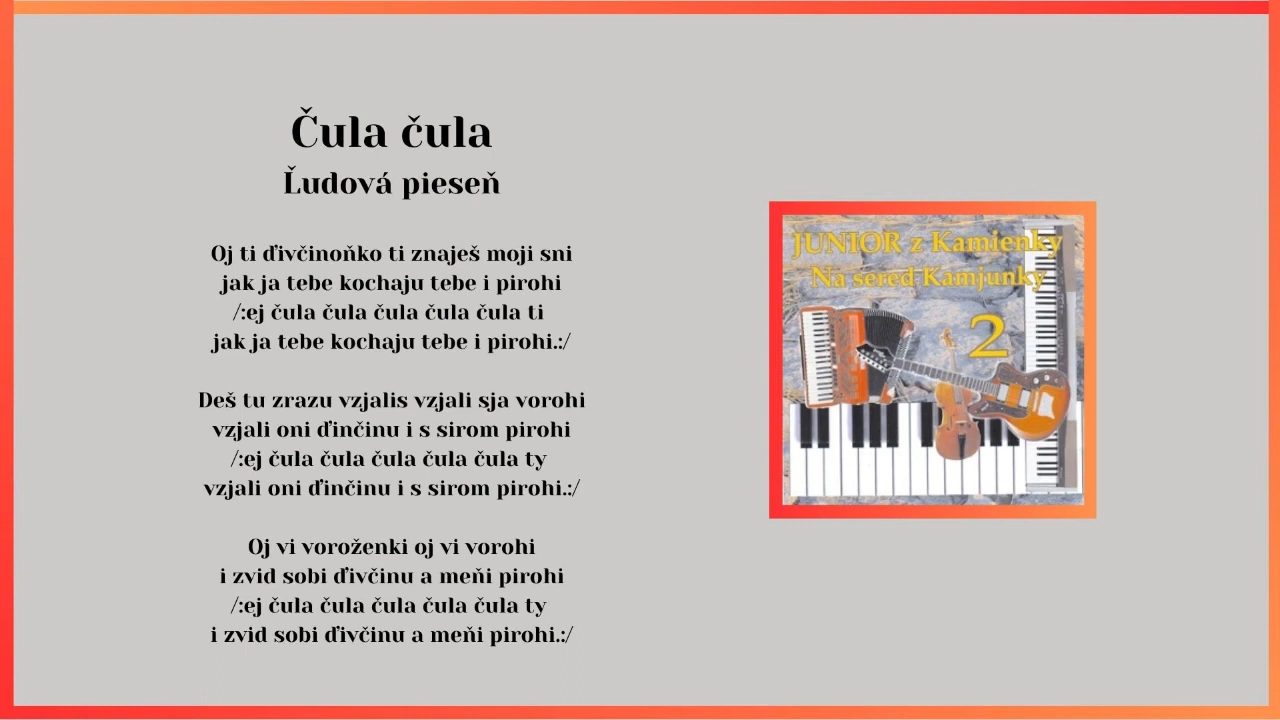 Čula čula
Ľudová pieseň
Oj ti ďivčinoňko ti znaješ moji sni
jak ja tebe kochaju tebe i pirohi
/:ej čula čula čula čula čula ti
jak ja tebe kochaju tebe i pirohi.:/
Deš tu zrazu vzjalis vzjali sja vorohi
vzjali oni ďinčinu i s sirom pirohi
/:ej čula čula čula čula čula ty
vzjali oni ďinčinu i s sirom pirohi.:/
Oj vi voroženki oj vi vorohi
i zvid sobi ďivčinu a meňi pirohi
/:ej čula čula čula čula čula ty
i zvid sobi ďivčinu a meňi pirohi.:/
JUNIOR z Kamienky
Na sered Kamjunky
2